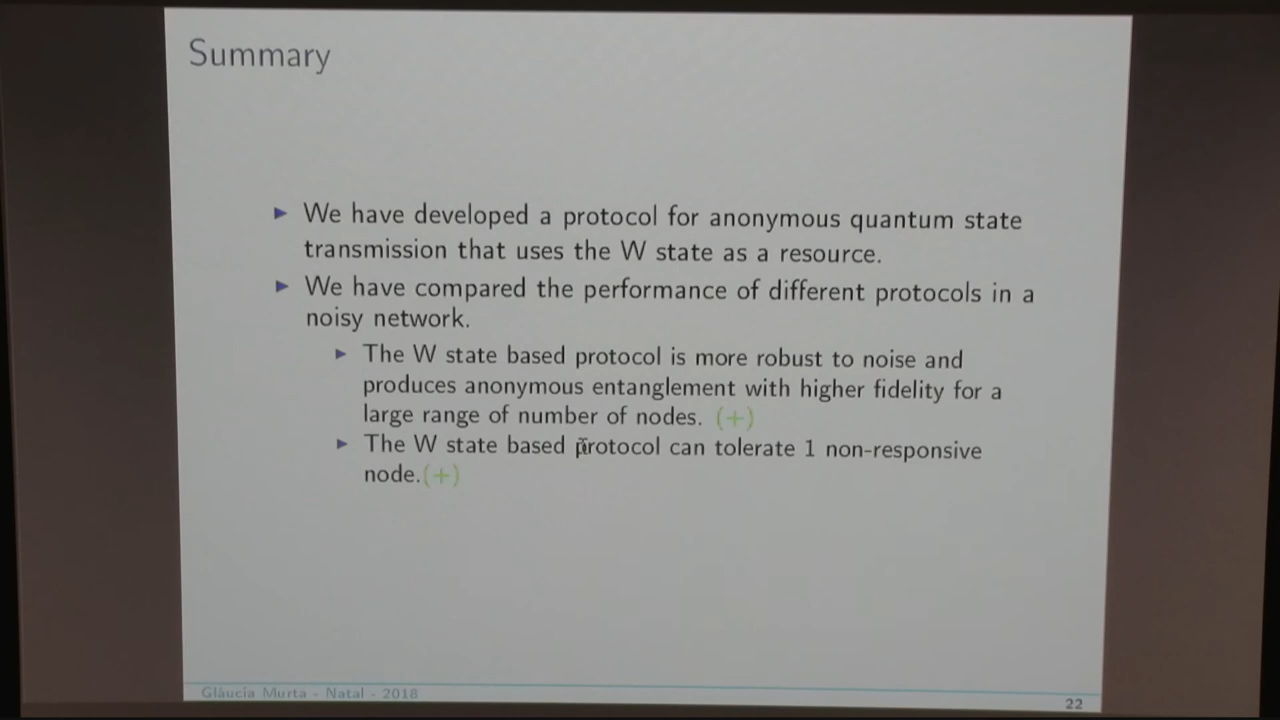 Summary
We have developed a protocol for anonymous quantum state
transmission that uses the W state as a resource.
We have compared the performance of different protocols in a
noisy network.
The W state based protocol is more robust to noise and
produces anonymous entanglement with higher fidelity for a
large range of number of nodes. (+)
The W state based protocol can tolerate 1 non-responsive
node.(+)
Gláucia Murta - Natal - 2018
22